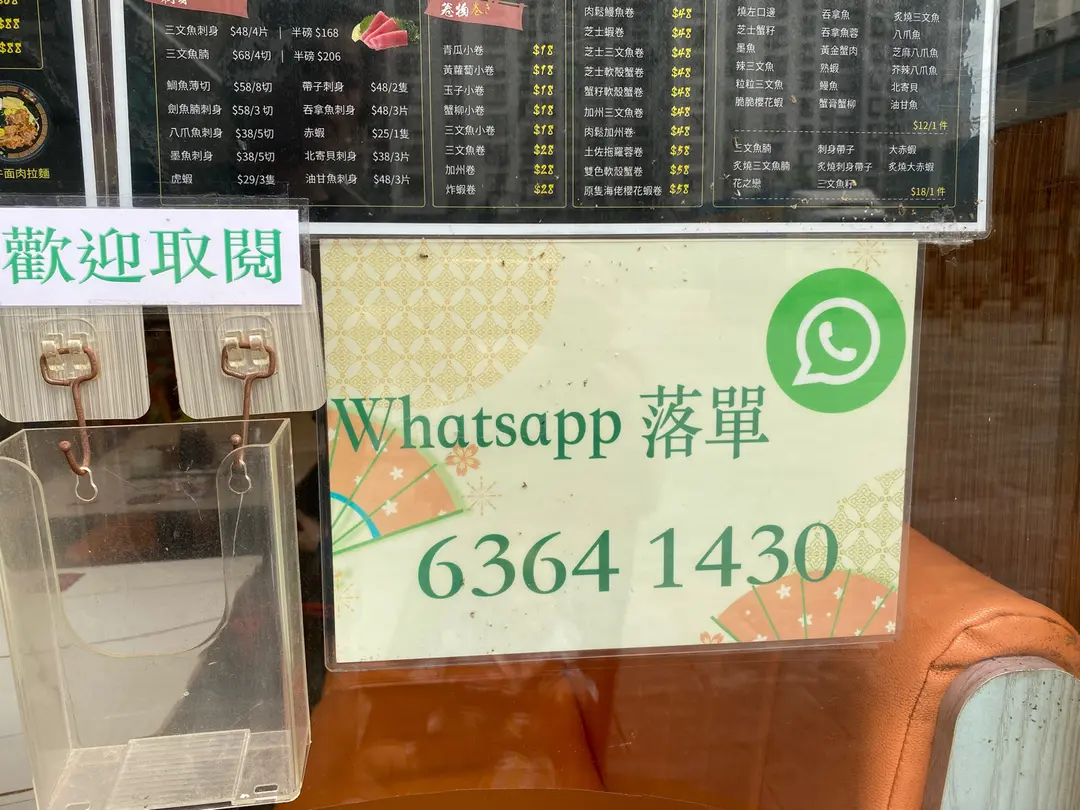 三文魚刺身 $48/4片 | 半磅 $168
三文魚腩 $68/4切 | 半磅 $206
鯛魚薄切 $58/8切 帶子刺身 $48/2隻
劍魚腩刺身 $58/3切 吞拿魚刺身 $48/3片
八爪魚刺身 $38/5切 赤蝦 $25/1隻
墨魚刺身 $38/5切 北寄貝刺身 $38/3片
虎蝦 $29/3隻 油甘魚刺身 $48/3片
卷物
青瓜小卷 $18
黃蘿蔔小卷 $18
玉子小卷 $18
蟹柳小卷 $18
三文魚小卷 $18
三文魚卷 $28
加州卷 $28
炸蝦卷 $28
肉鬆鰻魚卷 $48
芝士蝦卷 $48
芝士三文魚卷 $48
芝士軟殼蟹卷 $48
蟹籽軟殼蟹卷 $48
加州三文魚卷 $48
肉鬆加州卷 $48
土佐拖羅蓉卷 $58
雙色軟殼卷 $58
原隻海佬櫻花蝦卷 $58
燒左口邊 吞拿魚 炙燒三文魚
芝士蟹籽 吞拿魚蓉 八爪魚
墨魚 黃金蟹肉 芝麻八爪魚
辣三文魚 熟蝦 芥辣八爪魚
粒粒三文魚 鰻魚 北寄貝
脆脆櫻花蝦 蟹膏蟹柳 油甘魚
$12/1 件
三文魚腩 刺身帶子 大赤蝦
炙燒三文魚腩 炙燒刺身帶子 炙燒大赤蝦
花之戀 三文魚籽
$18/1 件
面肉拉麵
歡迎取閱
Whatsapp 落單
6364 1430